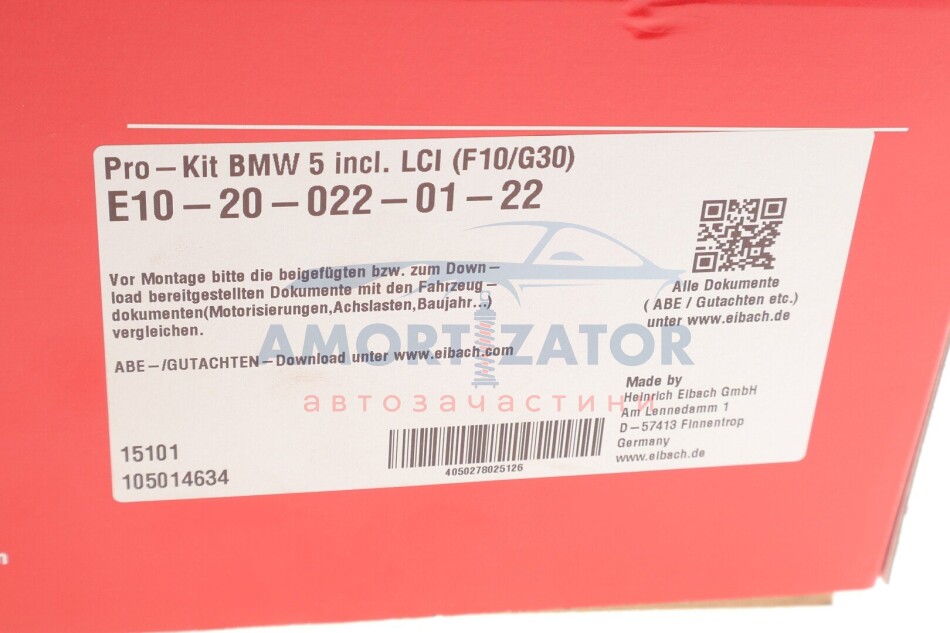 Pro–Kit BMW 5 incl. LCI (F10/G30)
E10–20–022–01–22
Vor Montage bitte die beigefügten bzw. zum Down–
load bereitgestellten Dokumente mit den Fahrzeug–
dokumenten(Motorisierungen,Achslasten,Baujahr...)
vergleichen.
ABE–/GUTACHTEN–Download unter www.eibach.com
Alle Dokumente
( ABE / Gutachten etc.)
unter www.eibach.de
AMORTIZATOR
автозачастини
Made by
Heinrich Eibach GmbH
Am Lennedamm 1
D–57413 Finnentrop
Germany
www.eibach.de
15101
105014634
4050278025126